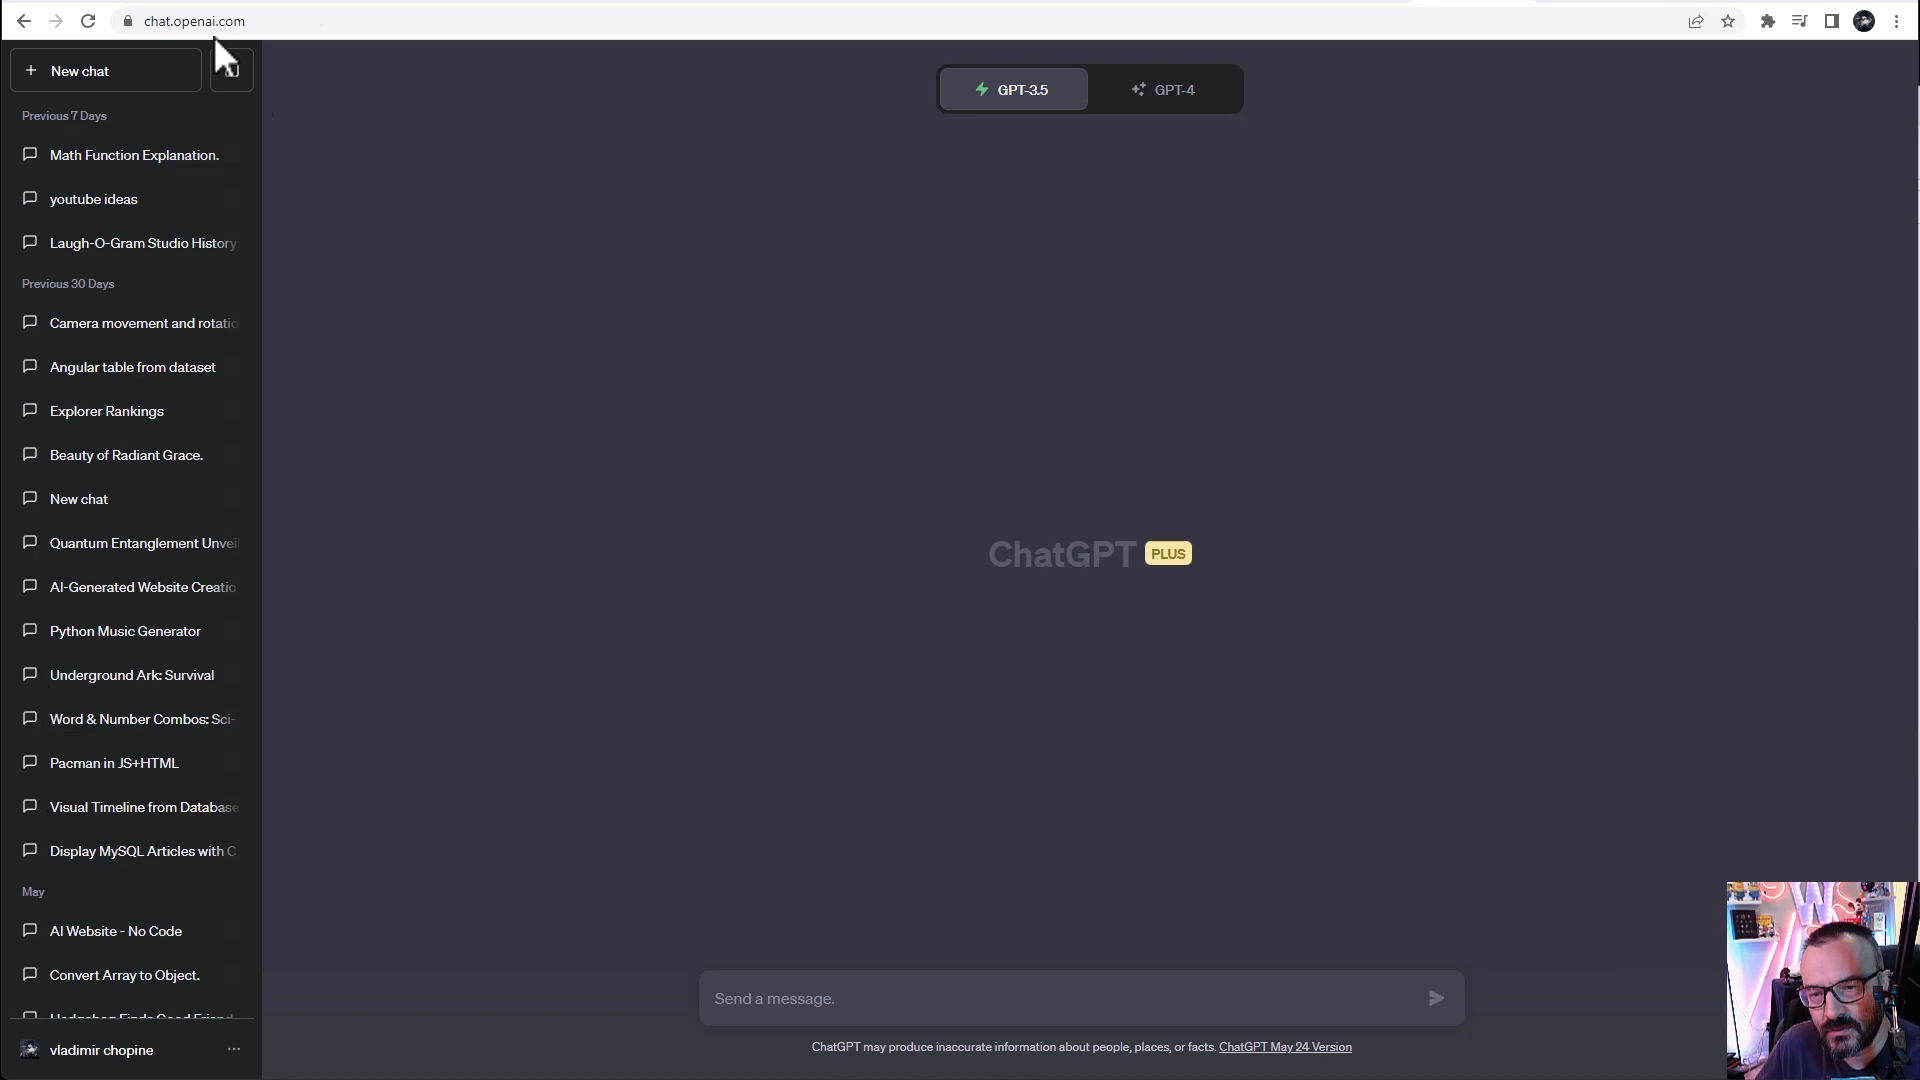 chat.openai.com
New chat
GPT-3.5
GPT-4
Previous 7 Days
Math Function Explanation.
youtube ideas
Laugh-O-Gram Studio History
Previous 30 Days
Camera movement and rotatio
Angular table from dataset
Explorer Rankings
Beauty of Radiant Grace.
New chat
Quantum Entanglement Unvei
AI-Generated Website Creatio
Python Music Generator
Underground Ark: Survival
Word & Number Combos: Sci-
Pacman in JS+HTML
Visual Timeline from Database
Display MySQL Articles with C
May
AI Website - No Code
Convert Array to Object.
Hedgehog Finds Good Friend
vladimir chopine
ChatGPT PLUS
Send a message.
ChatGPT may produce inaccurate information about people, places, or facts. ChatGPT May 24 Version